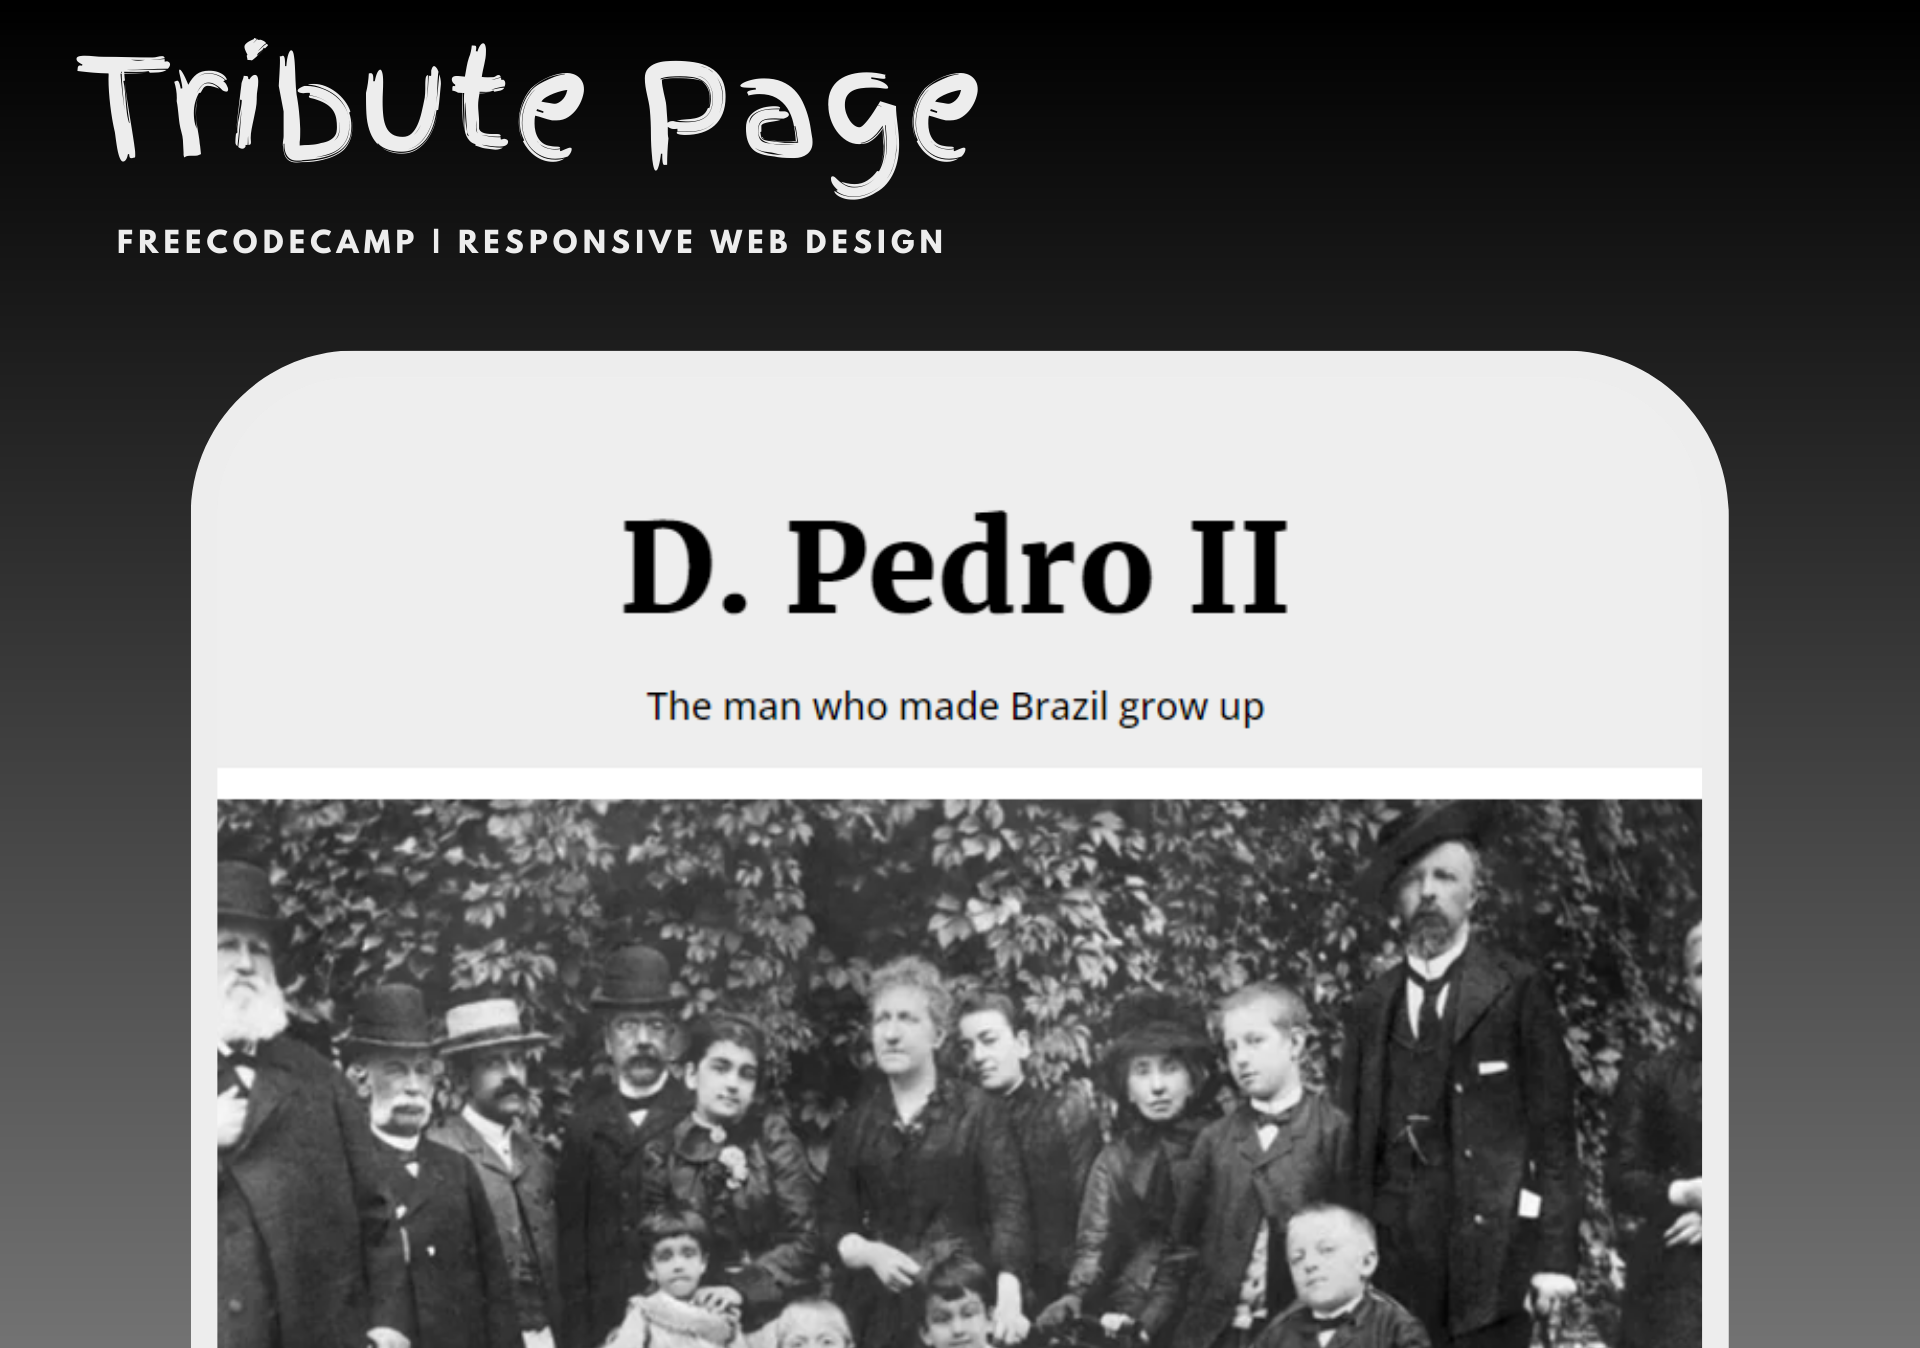 Tribute Page
FREECODECAMP | RESPONSIVE WEB DESIGN
D. Pedro II
The man who made Brazil grow up